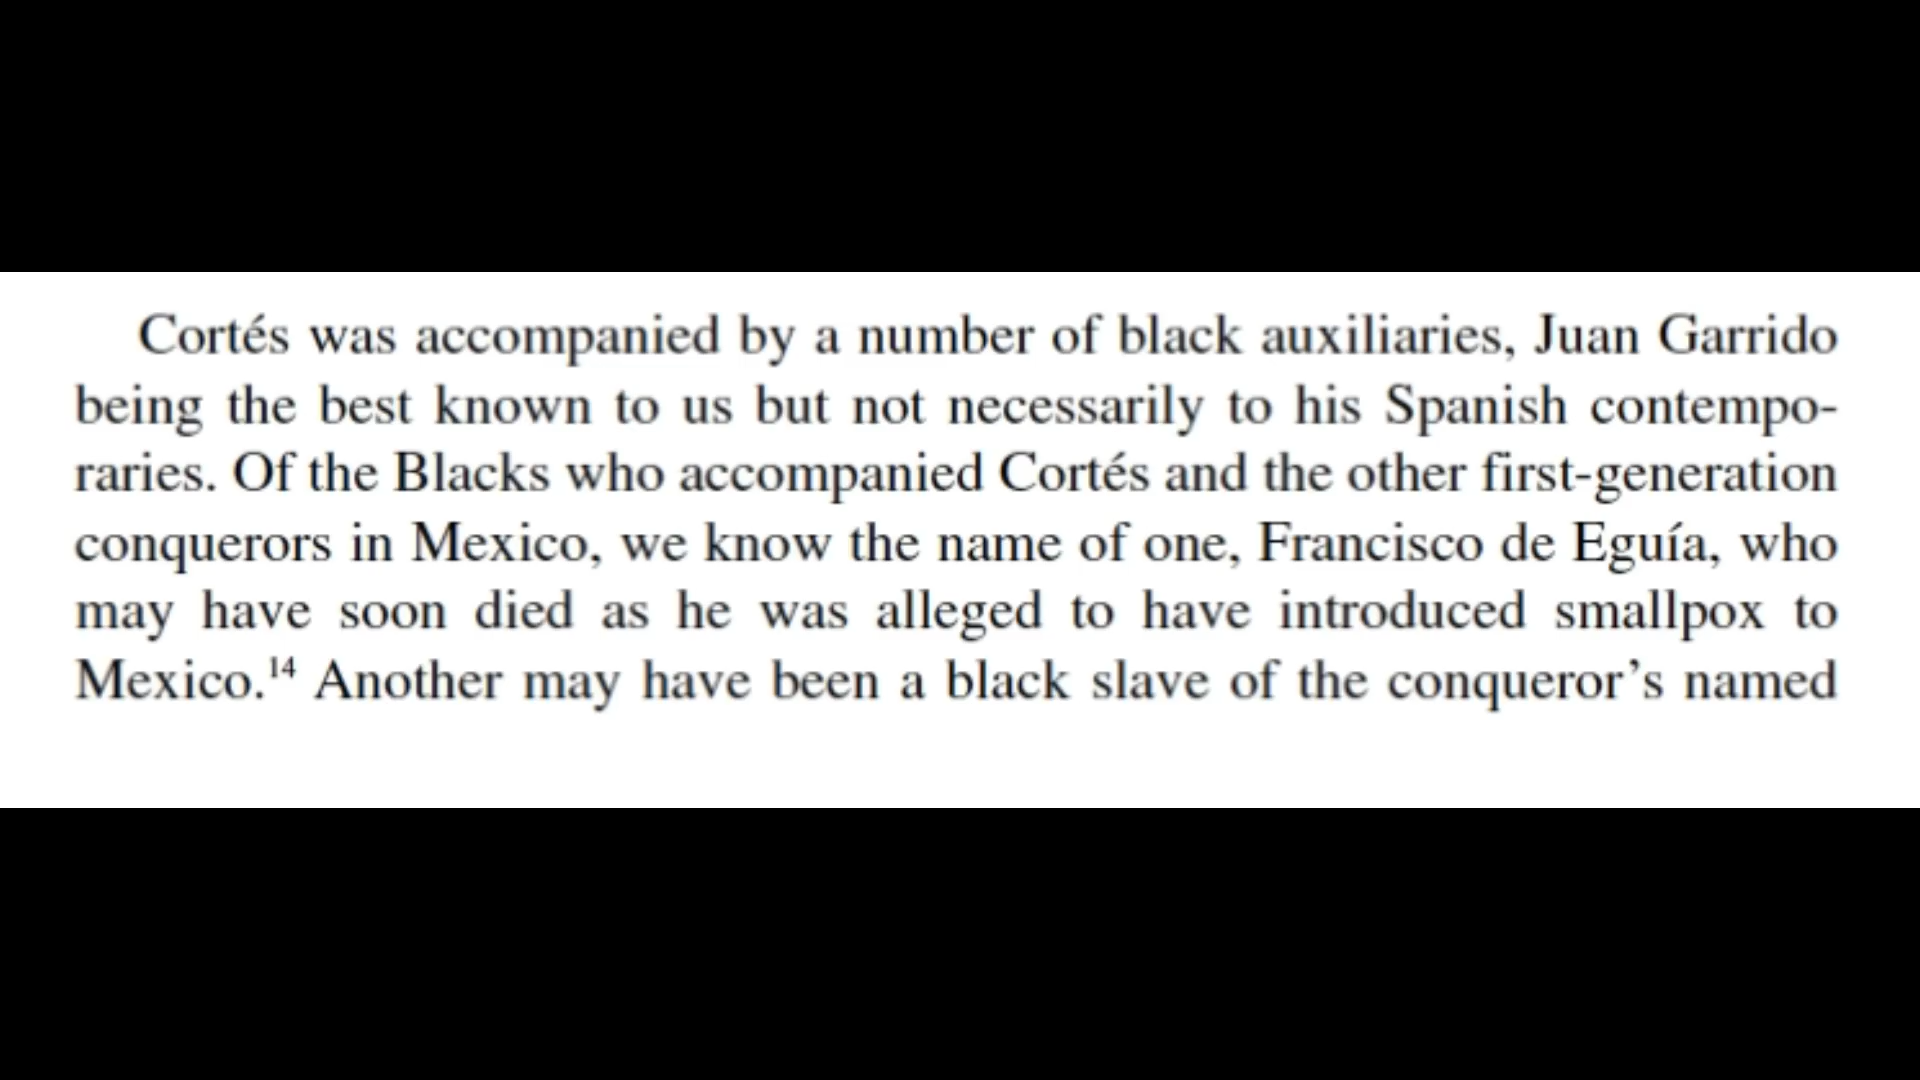 Cortés was accompanied by a number of black auxiliaries, Juan Garrido
being the best known to us but not necessarily to his Spanish contempo-
raries. Of the Blacks who accompanied Cortés and the other first-generation
conquerors in Mexico, we know the name of one, Francisco de Eguía, who
may have soon died as he was alleged to have introduced smallpox to
Mexico.¹⁴ Another may have been a black slave of the conqueror’s named